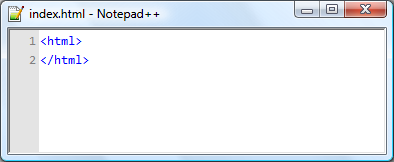 index.html - Notepad++
1 <html>
2 </html>